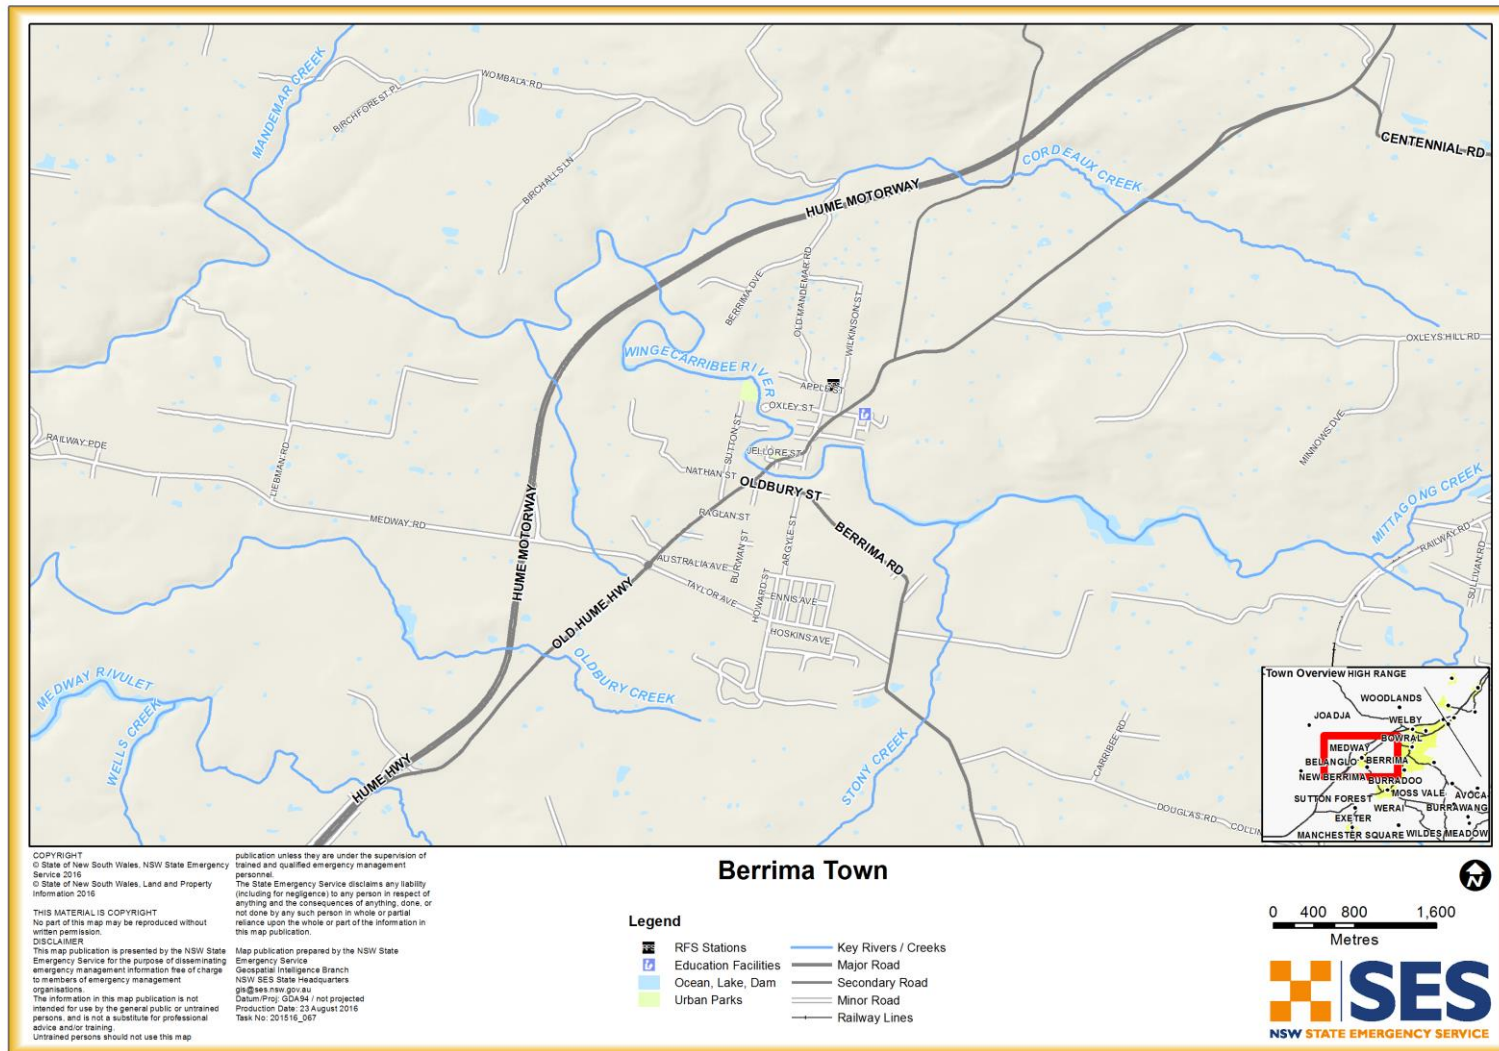 MANDEMAR CREEK
BIRCHFOREST PL
WOMBALA RD
BIRCHALLS LN
HUME MOTORWAY
CORDEAUX CREEK
CENTENNIAL RD
BERRIMA DVE
OLD MANDEMAR RD
WILKINSON ST
WINGECARRIBEE RIVER
OXLEYS HILL RD
APPLE ST
RFS
OXLEY ST
SUTTON ST
JELLORE ST
NATHAN ST
OLDBURY ST
RAILWAY PDE
LIEBMAN RD
MINNOWS DVE
MEDWAY RD
HUME MOTORWAY
RAGLAN ST
BURWAN ST
ARGYLE ST
BERRIMA RD
MITTAGONG CREEK
RAILWAY RD
SULLIVAN RD
AUSTRALIA AVE
TAYLOR AVE
HOWARD ST
ENNIS AVE
HOSKINS AVE
OLD HUME HWY
OLDBURY CREEK
MEDWAY RIVULET
WELLS CREEK
HUME HWY
STONY CREEK
CARRIBEE RD
DOUGLAS RD
COLLIN
Town Overview
HIGH RANGE
WOODLANDS
JOADJA
WELBY
BOWRAL
MEDWAY
BELANGLO
BERRIMA
NEW BERRIMA
BURRADOO
SUTTON FOREST
MOSS VALE
AVOCA
WERAI
BURRAWANG
EXETER
MANCHESTER SQUARE
WILDES MEADOW
COPYRIGHT
© State of New South Wales, NSW State Emergency
Service 2016
© State of New South Wales, Land and Property
Information 2016
THIS MATERIAL IS COPYRIGHT
No part of this map may be reproduced without
written permission.
DISCLAIMER
This map publication is presented by the NSW State
Emergency Service for the purpose of disseminating
emergency management information free of charge
to members of emergency management
organisations.
The information in this map publication is not
intended for use by the general public or untrained
persons, and is not a substitute for professional
advice and/or training.
Untrained persons should not use this map
publication unless they are under the supervision of
trained and qualified emergency management
personnel.
The State Emergency Service disclaims any liability
(including for negligence) to any person in respect of
anything and the consequences of anything, done, or
not done by any such person in whole or partial
reliance upon the whole or part of the information in
this map publication.
Map publication prepared by the NSW State
Emergency Service
Geospatial Intelligence Branch
NSW SES State Headquarters
gis@ses.nsw.gov.au
Datum/Proj: GDA94 / not projected
Production Date: 23 August 2016
Task No: 201516_067
Berrima Town
Legend
RFS RFS Stations
Education Facilities
Ocean, Lake, Dam
Urban Parks
Key Rivers / Creeks
Major Road
Secondary Road
Minor Road
Railway Lines
N
0 400 800 1,600
Metres
SES
NSW STATE EMERGENCY SERVICE